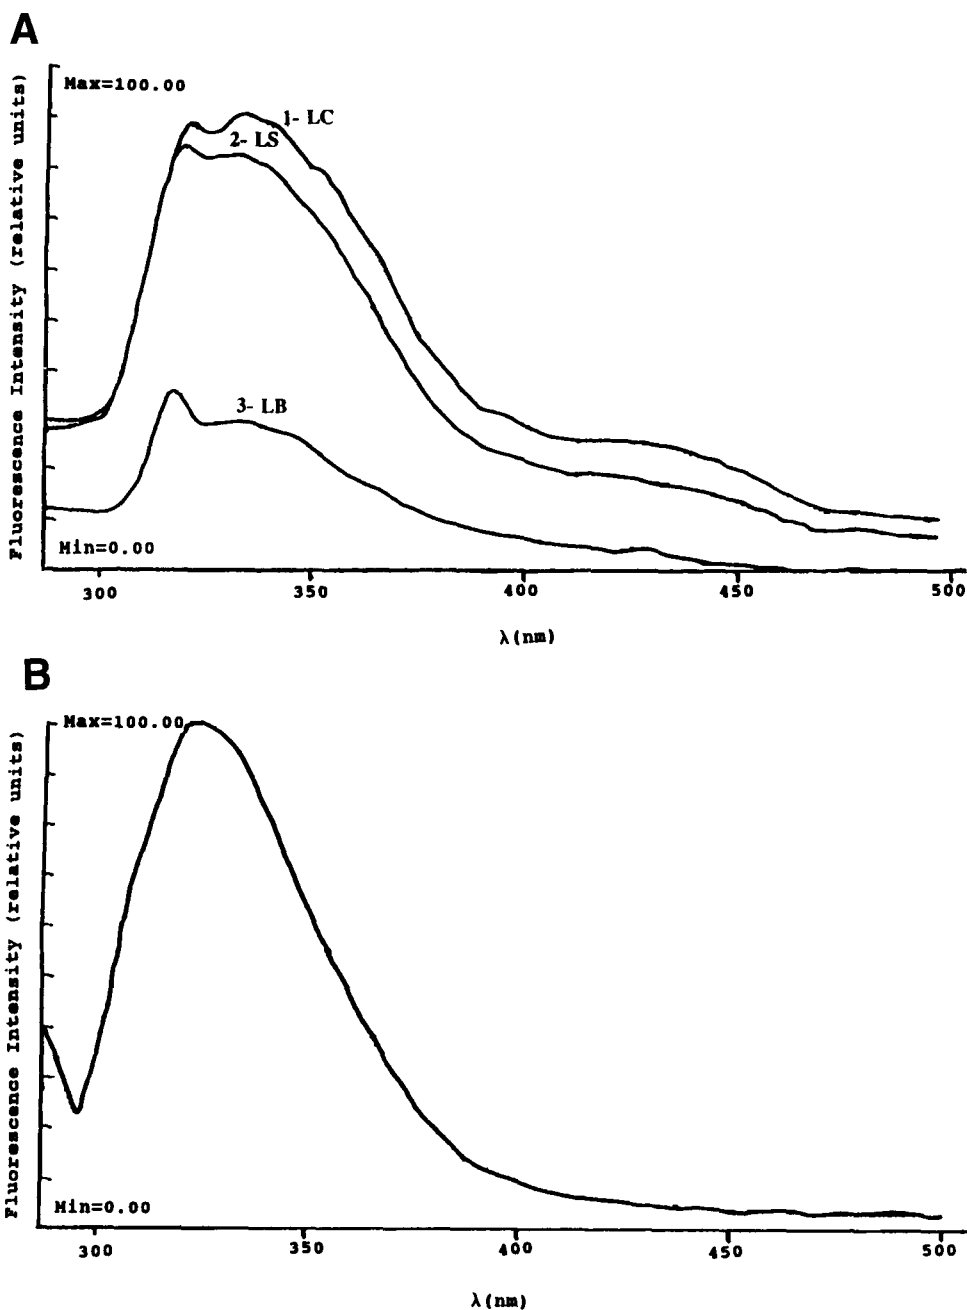 A
Max=100.00
1- LC
2- LS
3- LB
Min=0.00
Fluorescence Intensity (relative units)
300 350 400 450 500
λ(nm)
B
Max=100.00
Min=0.00
Fluorescence Intensity (relative units)
300 350 400 450 500
λ(nm)